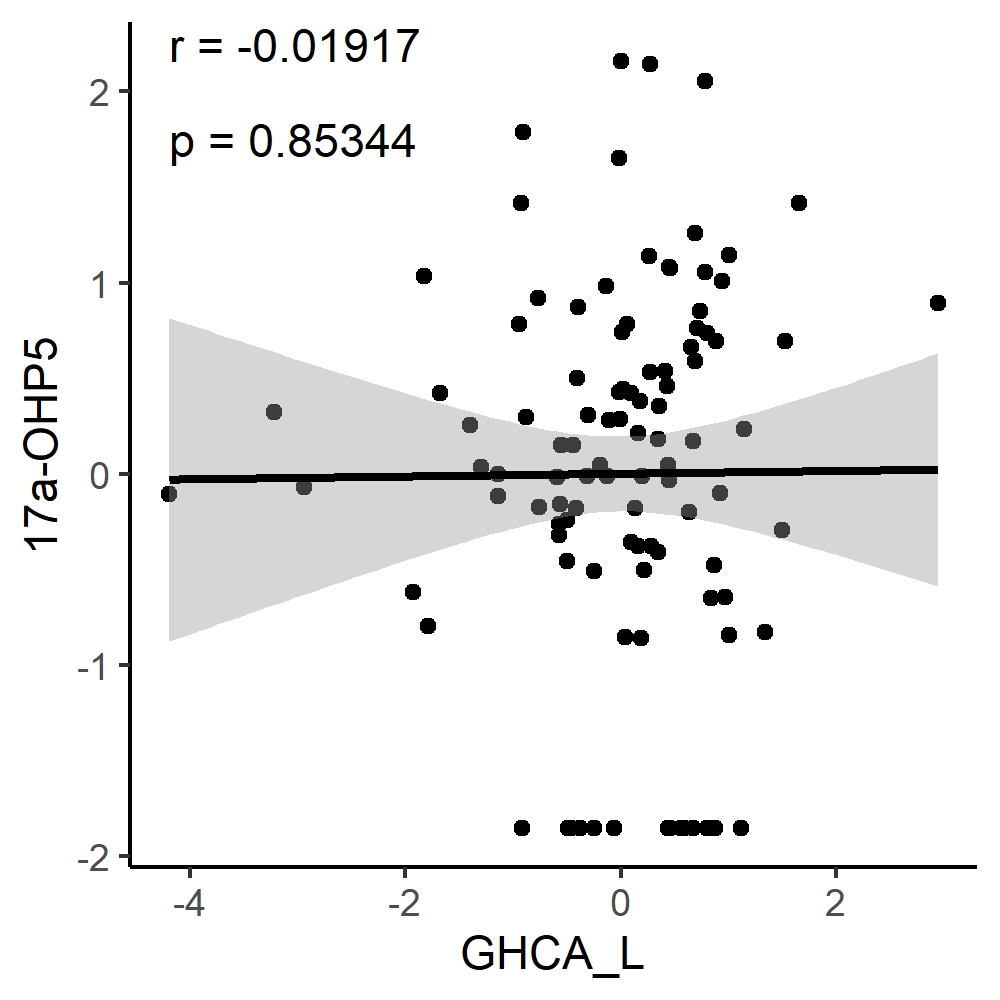 r = -0.01917
p = 0.85344
2
1
0
-1
-2
17a-OHP5
-4 -2 0 2
GHCA_L